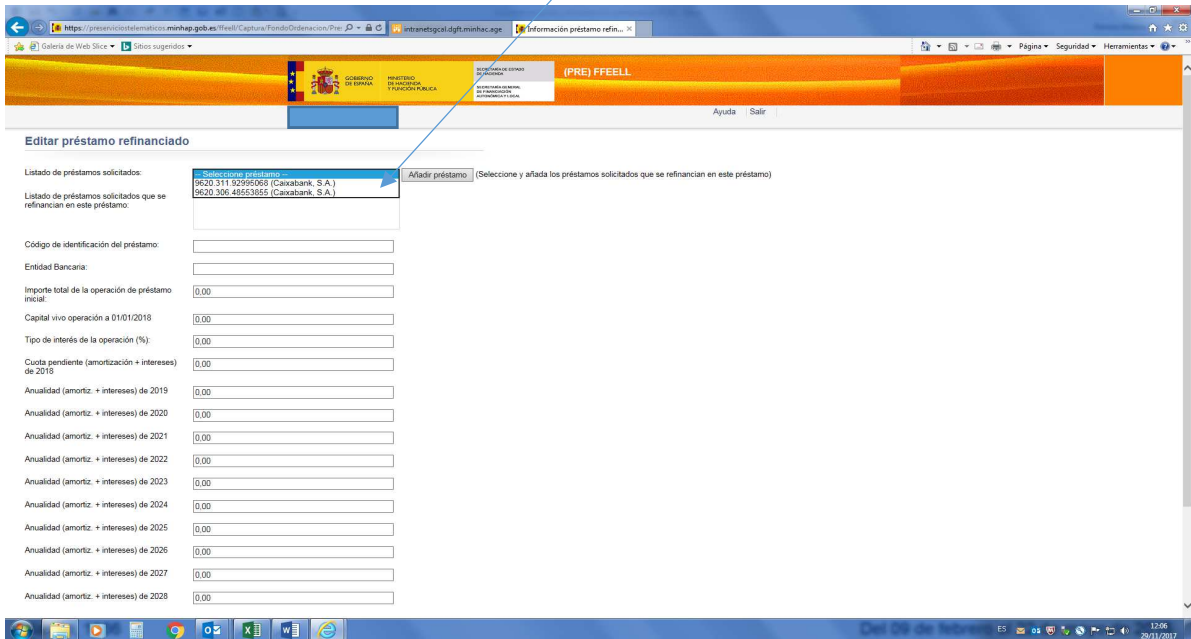 https://preserviciostelematicos.minhap.gob.es/ffeell/Captura/FondoOrdenacion/Pre
intranetsgcal.dgft.minhac.age
Información préstamo refin...
Galería de Web Slice
Sitios sugeridos
Página
Seguridad
Herramientas
GOBIERNO DE ESPAÑA
MINISTERIO DE HACIENDA Y FUNCIÓN PÚBLICA
SECRETARÍA DE ESTADO DE HACIENDA
SECRETARÍA GENERAL DE FINANCIACIÓN AUTONÓMICA Y LOCAL
(PRE) FFEELL
Ayuda
Salir
Editar préstamo refinanciado
Listado de préstamos solicitados:
-- Seleccione préstamo --
9620.311.92995068 (Caixabank, S.A.)
9620.306.48553855 (Caixabank, S.A.)
Añadir préstamo
(Seleccione y añada los préstamos solicitados que se refinancian en este préstamo)
Listado de préstamos solicitados que se
refinancian en este préstamo:
Código de identificación del préstamo:
Entidad Bancaria:
Importe total de la operación de préstamo
inicial:
0,00
Capital vivo operación a 01/01/2018
0,00
Tipo de interés de la operación (%):
0,00
Cuota pendiente (amortización + intereses)
de 2018
0,00
Anualidad (amortiz. + intereses) de 2019
0,00
Anualidad (amortiz. + intereses) de 2020
0,00
Anualidad (amortiz. + intereses) de 2021
0,00
Anualidad (amortiz. + intereses) de 2022
0,00
Anualidad (amortiz. + intereses) de 2023
0,00
Anualidad (amortiz. + intereses) de 2024
0,00
Anualidad (amortiz. + intereses) de 2025
0,00
Anualidad (amortiz. + intereses) de 2026
0,00
Anualidad (amortiz. + intereses) de 2027
0,00
Anualidad (amortiz. + intereses) de 2028
0,00
Del 09 de febrero
ES
12:06
29/11/2017